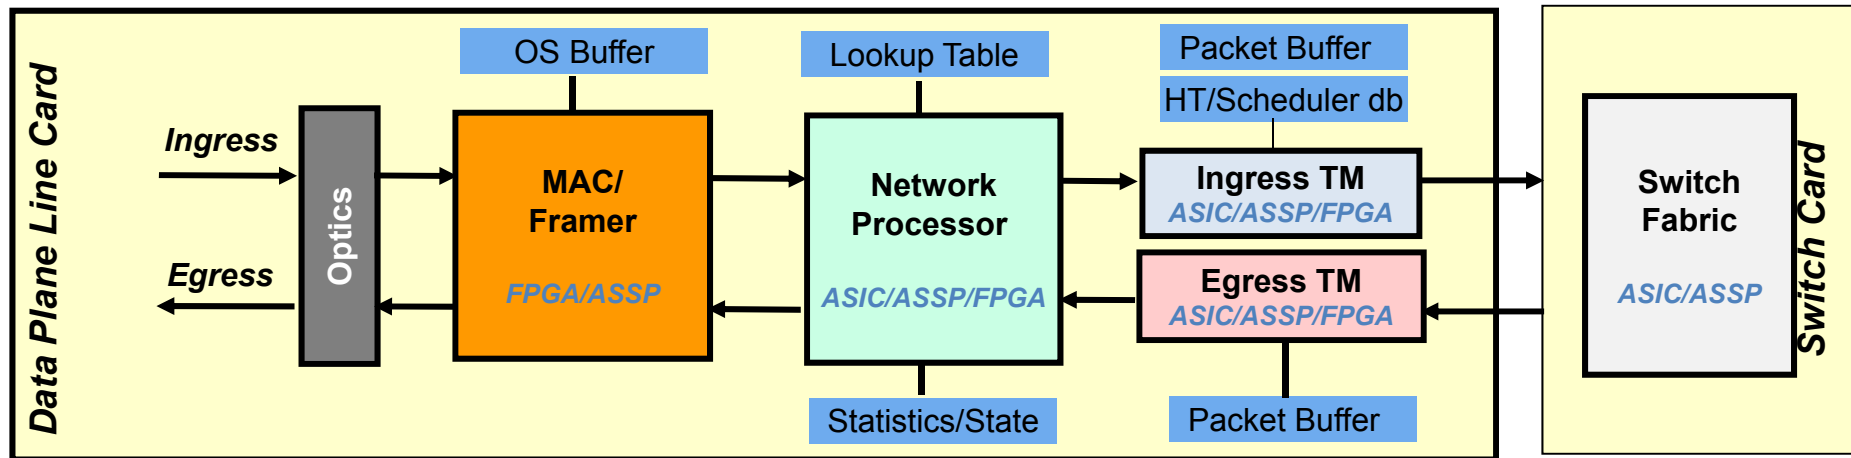 Data Plane Line Card
Ingress
Egress
Optics
OS Buffer
MAC/
Framer
FPGA/ASSP
Lookup Table
Network
Processor
ASIC/ASSP/FPGA
Statistics/State
Packet Buffer
HT/Scheduler db
Ingress TM
ASIC/ASSP/FPGA
Egress TM
ASIC/ASSP/FPGA
Packet Buffer
Switch
Fabric
ASIC/ASSP
Switch Card